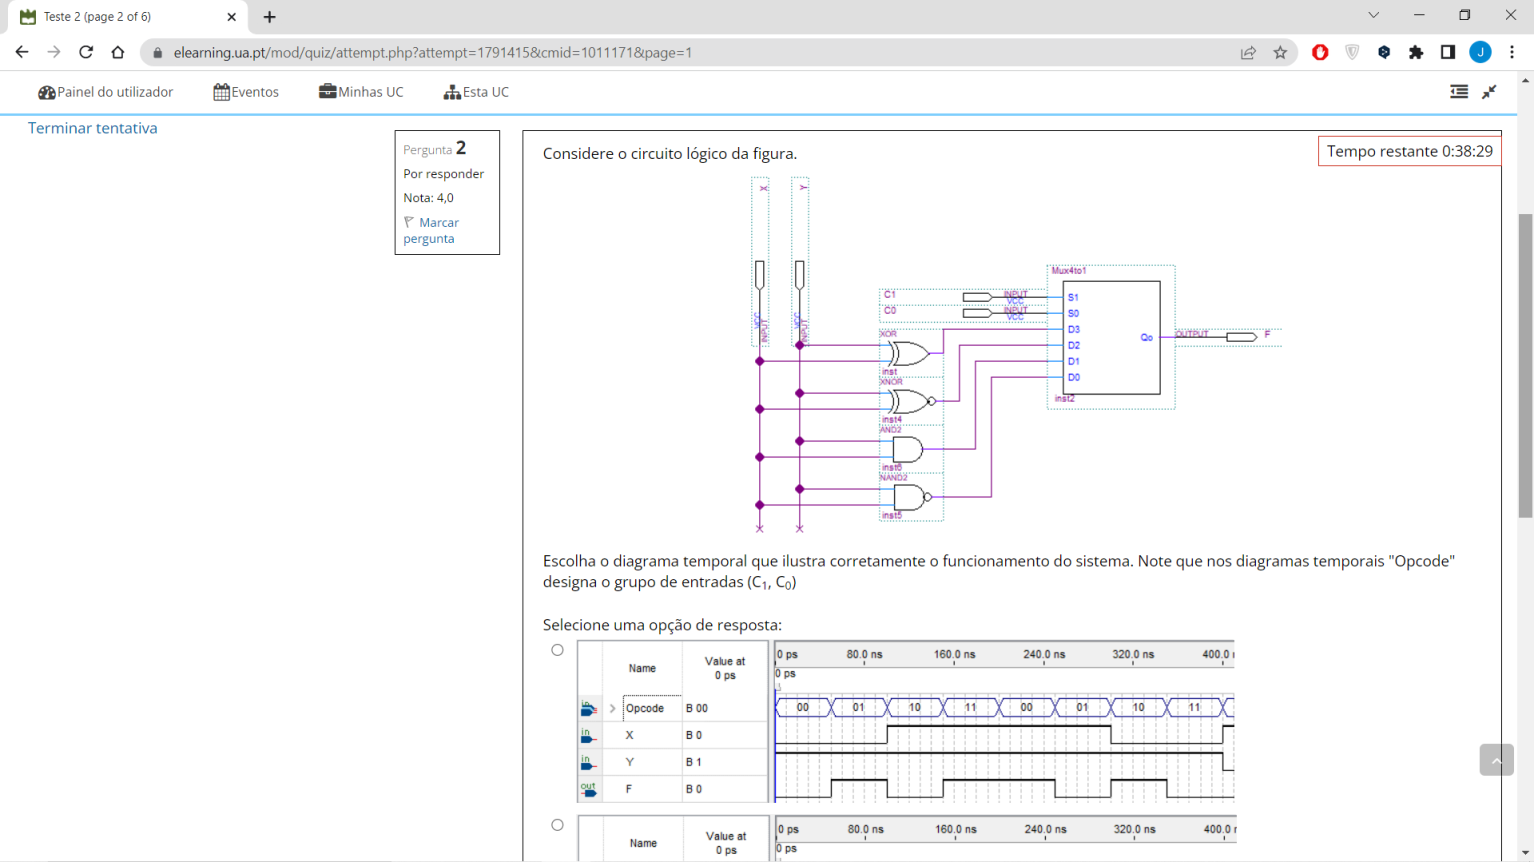 Teste 2 (page 2 of 6)
elearning.ua.pt/mod/quiz/attempt.php?attempt=1791415&cmid=1011171&page=1
J
Painel do utilizador
Eventos
Minhas UC
Esta UC
Terminar tentativa
Pergunta 2
Por responder
Nota: 4,0
Marcar
pergunta
Considere o circuito lógico da figura.
Tempo restante 0:38:29
X
Y
VCC
INPUT
VCC
INPUT
Mux4to1
C1
INPUT
VCC
S1
C0
INPUT
VCC
S0
XOR
D3
Qo
OUTPUT
F
D2
D1
inst
D0
XNOR
inst2
inst4
AND2
inst6
NAND2
inst5
Escolha o diagrama temporal que ilustra corretamente o funcionamento do sistema. Note que nos diagramas temporais "Opcode"
designa o grupo de entradas (C1, C0)
Selecione uma opção de resposta:
Name
Value at
0 ps
0 ps 80.0 ns 160.0 ns 240.0 ns 320.0 ns 400.0
0 ps
in Opcode B 00 00 01 10 11 00 01 10 11
in X B 0
in Y B 1
out F B 0
Name
Value at
0 ps
0 ps 80.0 ns 160.0 ns 240.0 ns 320.0 ns 400.0
0 ps